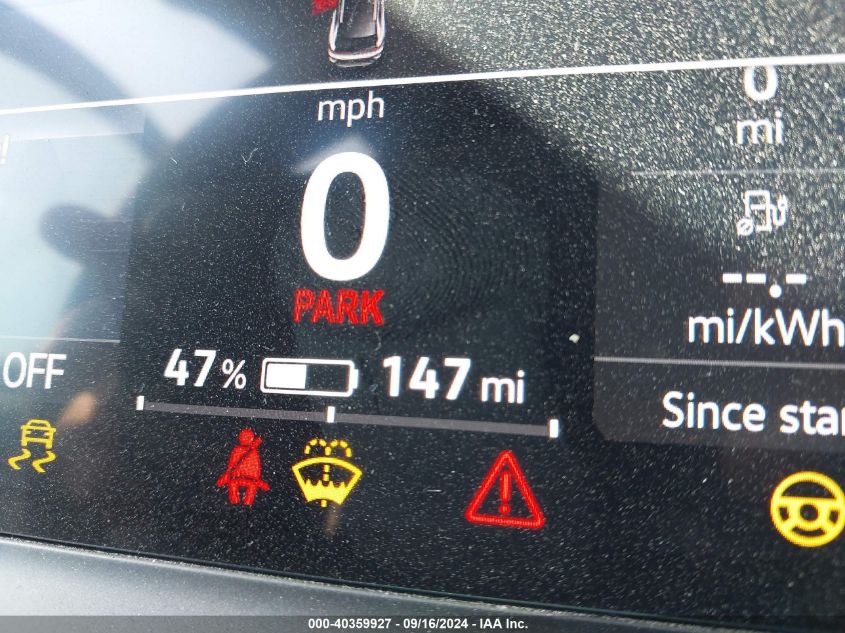 mph
0
mi
!
0
PARK
--.-
mi/kWh
47% 147 mi
OFF
Since star
000-40359927 - 09/16/2024 - IAA Inc.